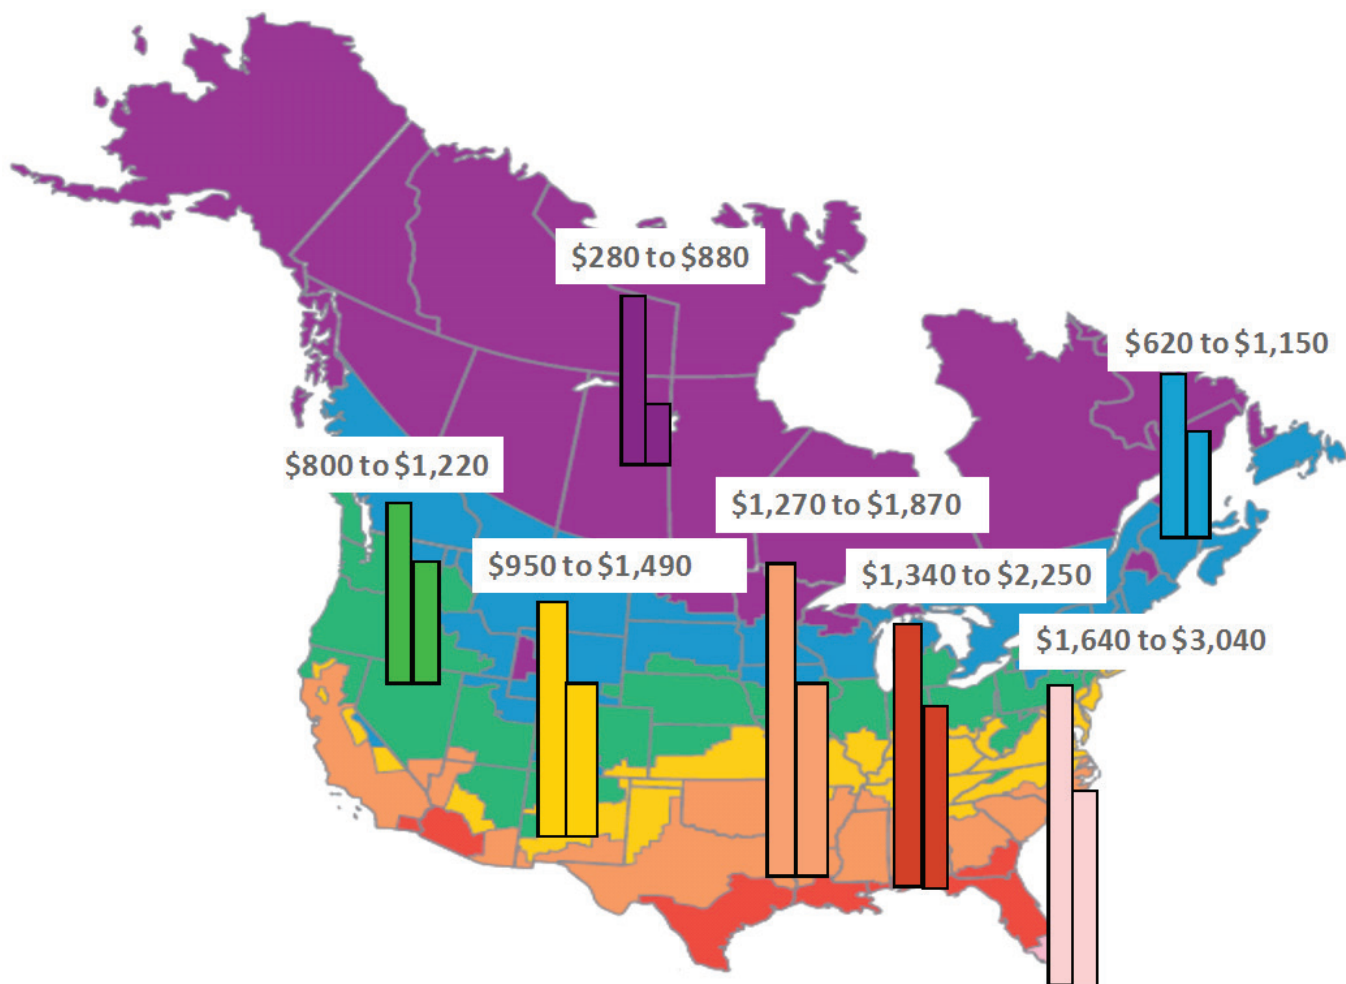 $280 to $880
$620 to $1,150
$800 to $1,220
$1,270 to $1,870
$950 to $1,490
$1,340 to $2,250
$1,640 to $3,040